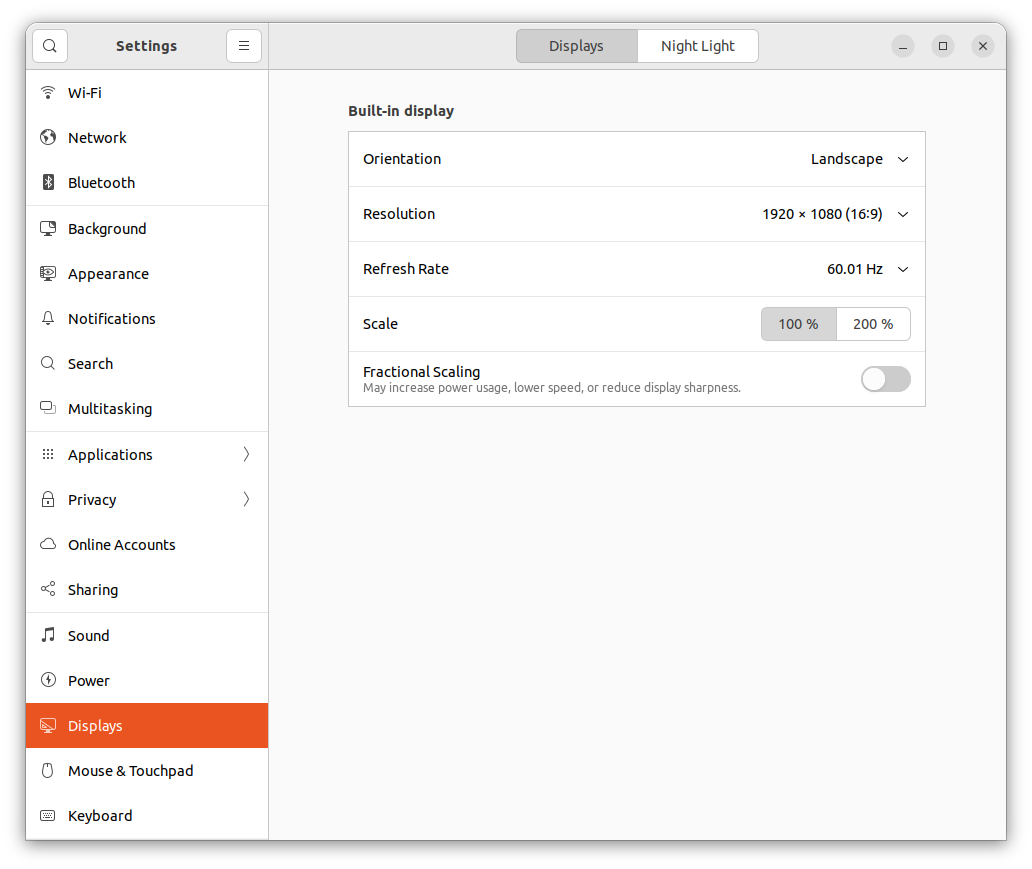 Settings
Displays
Night Light
Wi-Fi
Network
Bluetooth
Background
Appearance
Notifications
Search
Multitasking
Applications
Privacy
Online Accounts
Sharing
Sound
Power
Displays
Mouse & Touchpad
Keyboard
Built-in display
Orientation
Landscape
Resolution
1920 × 1080 (16:9)
Refresh Rate
60.01 Hz
Scale
100 %
200 %
Fractional Scaling
May increase power usage, lower speed, or reduce display sharpness.